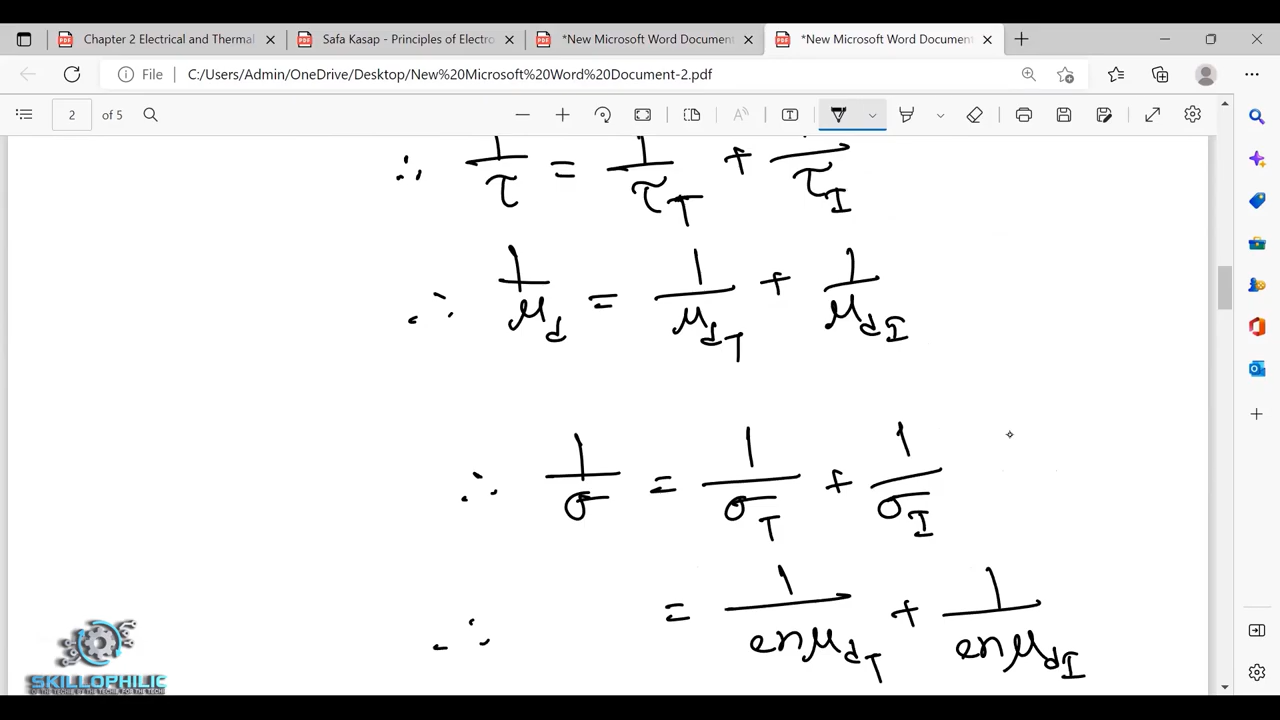 Chapter 2 Electrical and Thermal
Safa Kasap - Principles of Electro
*New Microsoft Word Document
*New Microsoft Word Document
File C:/Users/Admin/OneDrive/Desktop/New%20Microsoft%20Word%20Document-2.pdf
2 of 5
∴ 1/τ = 1/τ_T + 1/τ_I
∴ 1/μ_d = 1/μ_dT + 1/μ_dI
∴ 1/σ = 1/σ_T + 1/σ_I
∴ = 1/enμ_dT + 1/enμ_dI
SKILLOPHILIC